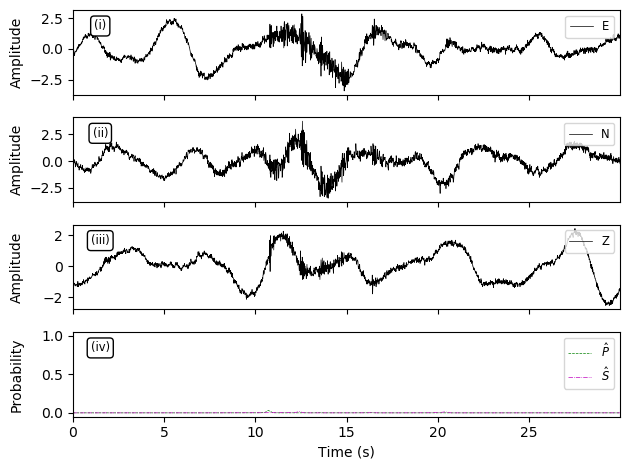 (i)
E
Amplitude
2.5
0.0
−2.5
(ii)
N
Amplitude
2.5
0.0
−2.5
(iii)
Z
Amplitude
2
0
−2
(iv)
P̂
Ŝ
Probability
1.0
0.5
0.0
0 5 10 15 20 25
Time (s)